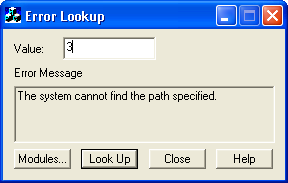 Error Lookup
Value: 3
Error Message
The system cannot find the path specified.
Modules... Look Up Close Help